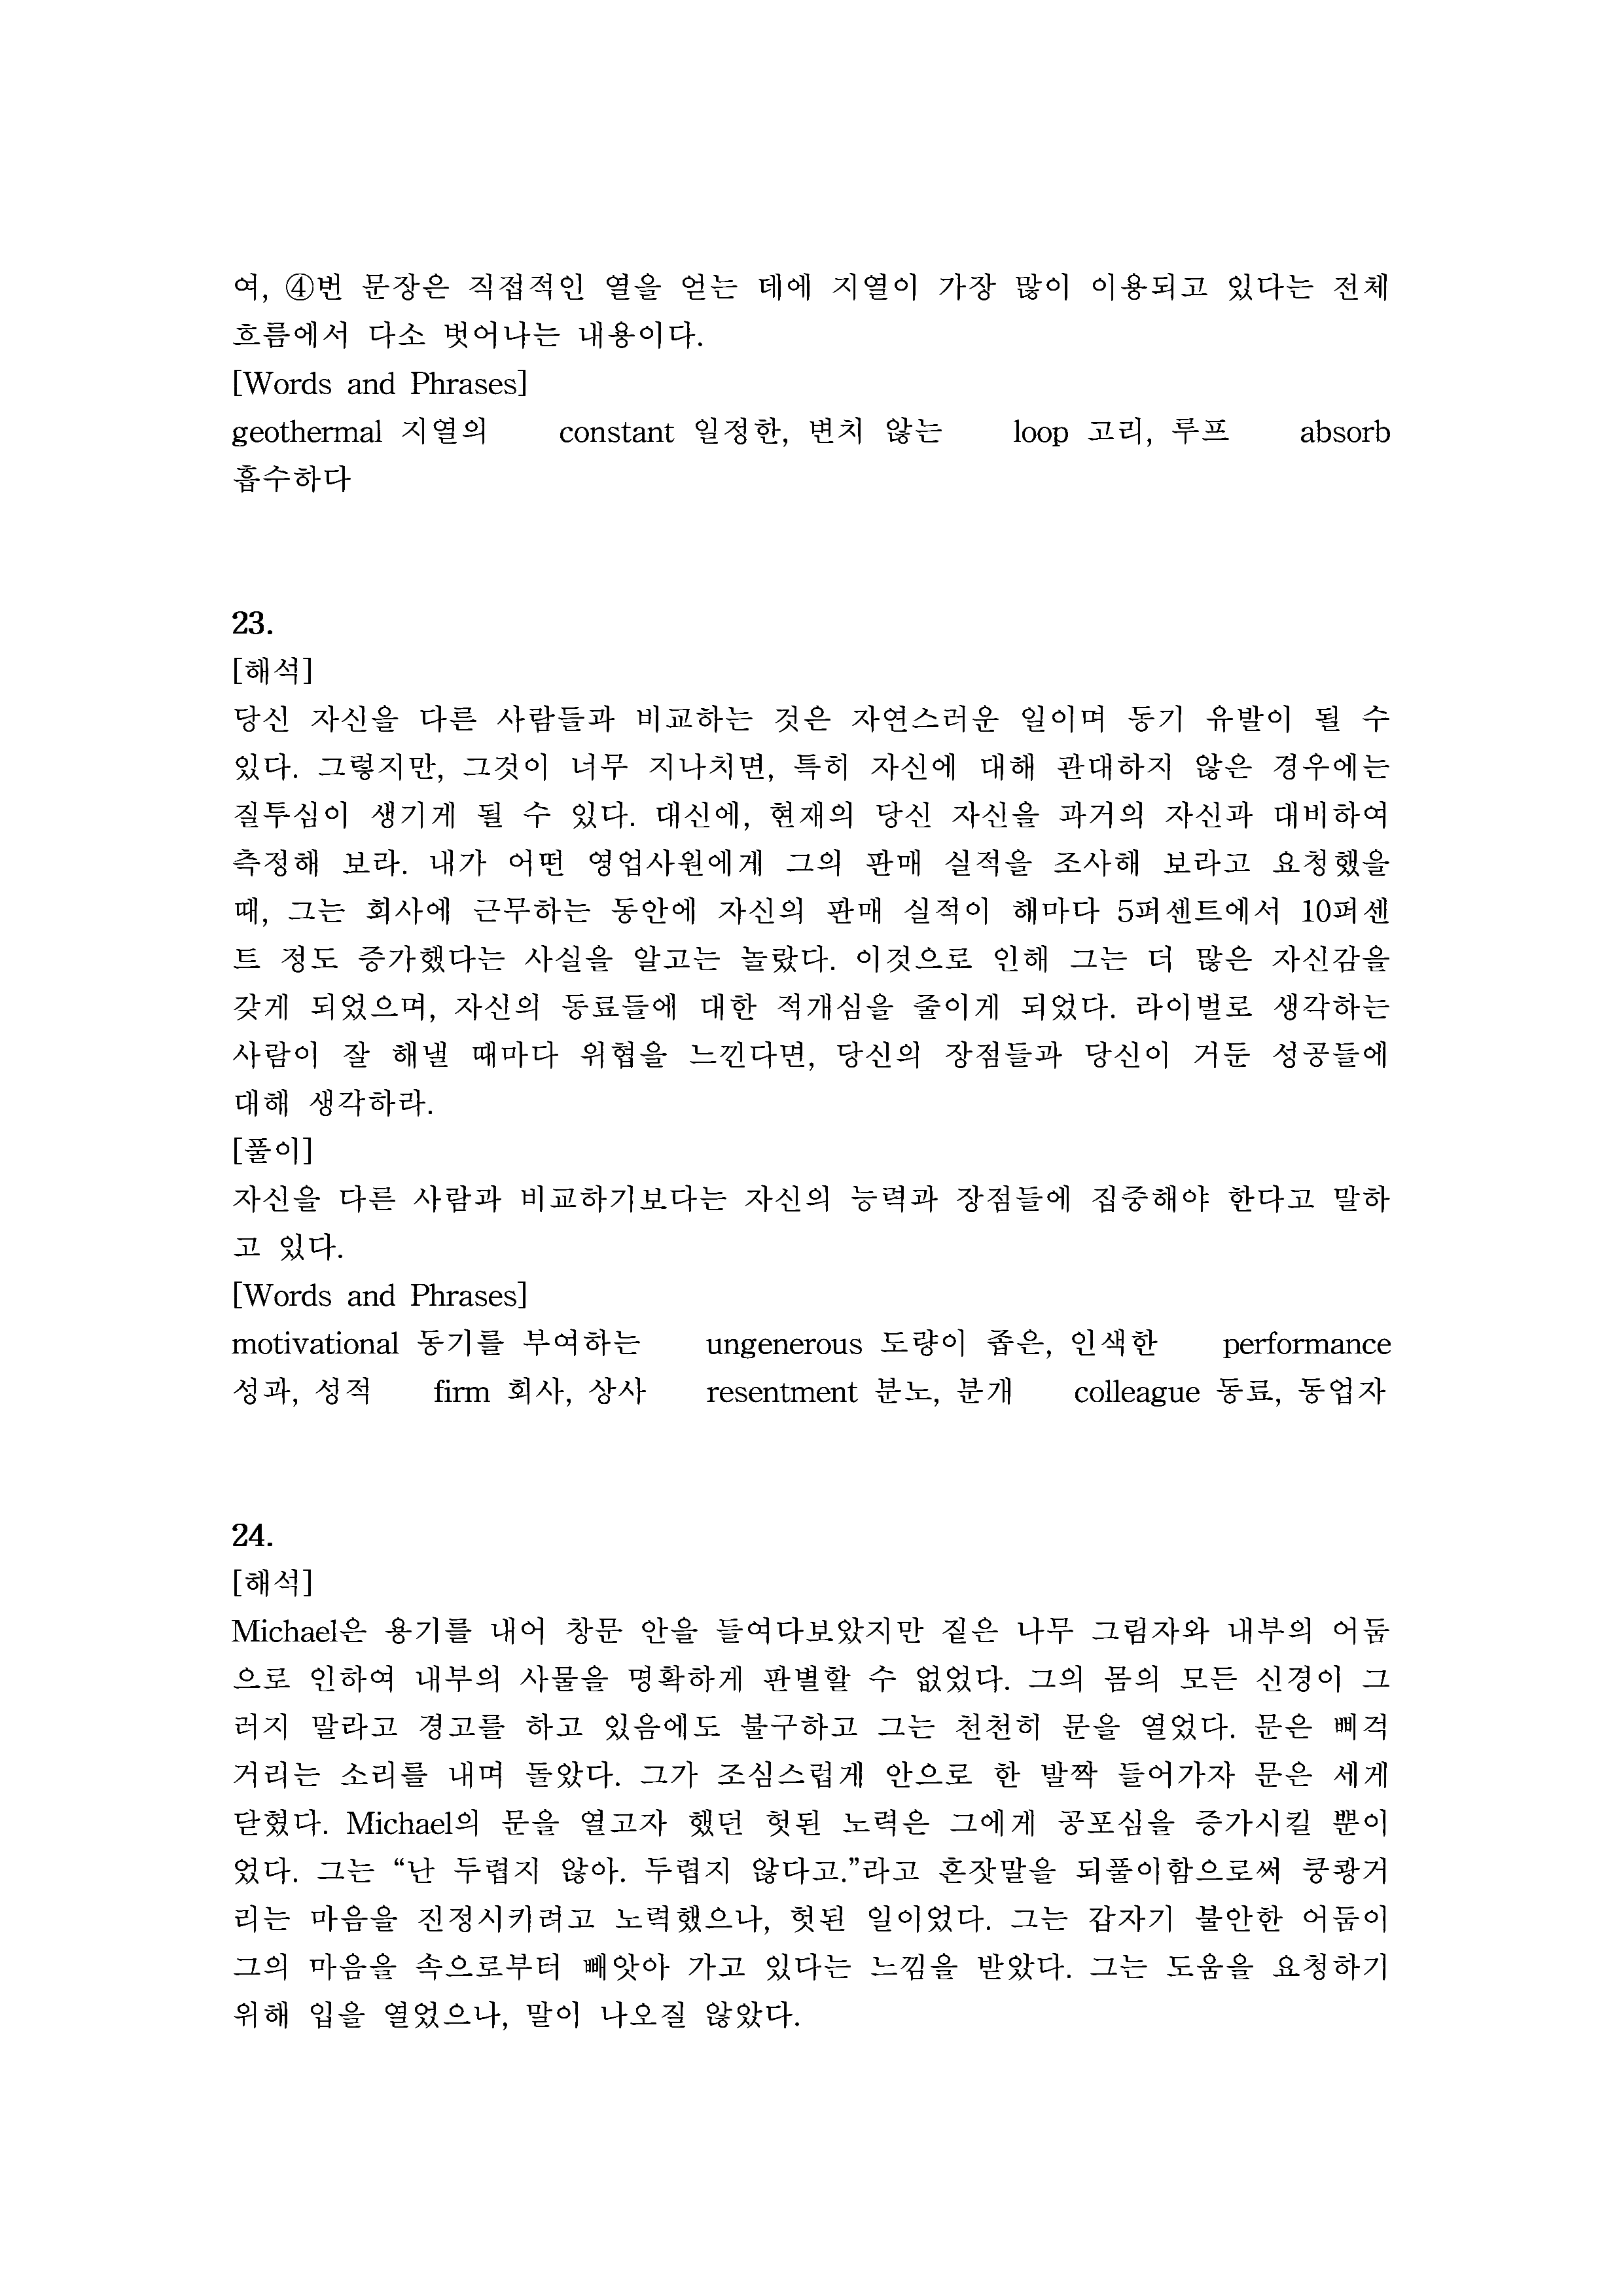 여, ④번 문장은 직접적인 열을 얻는 데에 지열이 가장 많이 이용되고 있다는 전체
흐름에서 다소 벗어나는 내용이다.
[Words and Phrases]
geothermal 지열의 constant 일정한, 변치 않는 loop 고리, 루프 absorb
흡수하다
23.
[해석]
당신 자신을 다른 사람들과 비교하는 것은 자연스러운 일이며 동기 유발이 될 수
있다. 그렇지만, 그것이 너무 지나치면, 특히 자신에 대해 관대하지 않은 경우에는
질투심이 생기게 될 수 있다. 대신에, 현재의 당신 자신을 과거의 자신과 대비하여
측정해 보라. 내가 어떤 영업사원에게 그의 판매 실적을 조사해 보라고 요청했을
때, 그는 회사에 근무하는 동안에 자신의 판매 실적이 해마다 5퍼센트에서 10퍼센
트 정도 증가했다는 사실을 알고는 놀랐다. 이것으로 인해 그는 더 많은 자신감을
갖게 되었으며, 자신의 동료들에 대한 적개심을 줄이게 되었다. 라이벌로 생각하는
사람이 잘 해낼 때마다 위협을 느낀다면, 당신의 장점들과 당신이 거둔 성공들에
대해 생각하라.
[풀이]
자신을 다른 사람과 비교하기보다는 자신의 능력과 장점들에 집중해야 한다고 말하
고 있다.
[Words and Phrases]
motivational 동기를 부여하는 ungenerous 도량이 좁은, 인색한 performance
성과, 성적 firm 회사, 상사 resentment 분노, 분개 colleague 동료, 동업자
24.
[해석]
Michael은 용기를 내어 창문 안을 들여다보았지만 짙은 나무 그림자와 내부의 어둠
으로 인하여 내부의 사물을 명확하게 판별할 수 없었다. 그의 몸의 모든 신경이 그
러지 말라고 경고를 하고 있음에도 불구하고 그는 천천히 문을 열었다. 문은 삐걱
거리는 소리를 내며 돌았다. 그가 조심스럽게 안으로 한 발짝 들어가자 문은 세게
닫혔다. Michael의 문을 열고자 했던 헛된 노력은 그에게 공포심을 증가시킬 뿐이
었다. 그는 “난 두렵지 않아. 두렵지 않다고.”라고 혼잣말을 되풀이함으로써 쿵쾅거
리는 마음을 진정시키려고 노력했으나, 헛된 일이었다. 그는 갑자기 불안한 어둠이
그의 마음을 속으로부터 빼앗아 가고 있다는 느낌을 받았다. 그는 도움을 요청하기
위해 입을 열었으나, 말이 나오질 않았다.